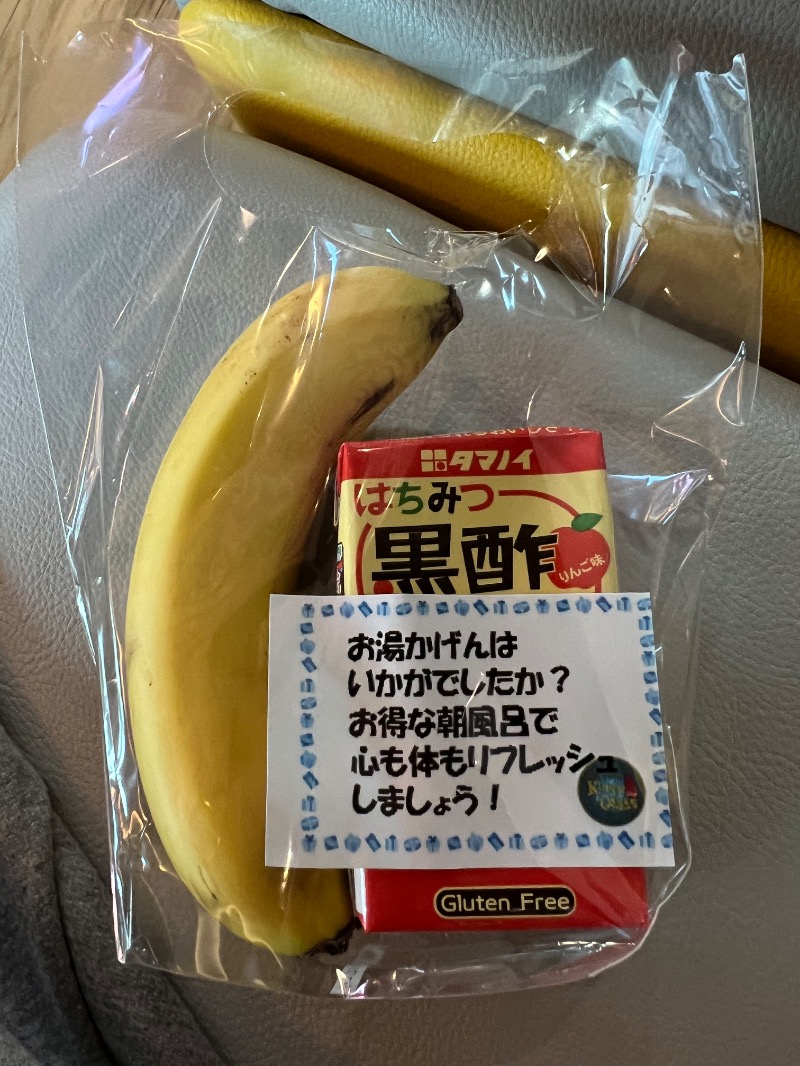 タマノイ
はちみつ
黒酢
りんご味
お湯かげんは
いかがでしたか？
お得な朝風呂で
心も体もリフレッシュ
しましょう！
Gluten Free